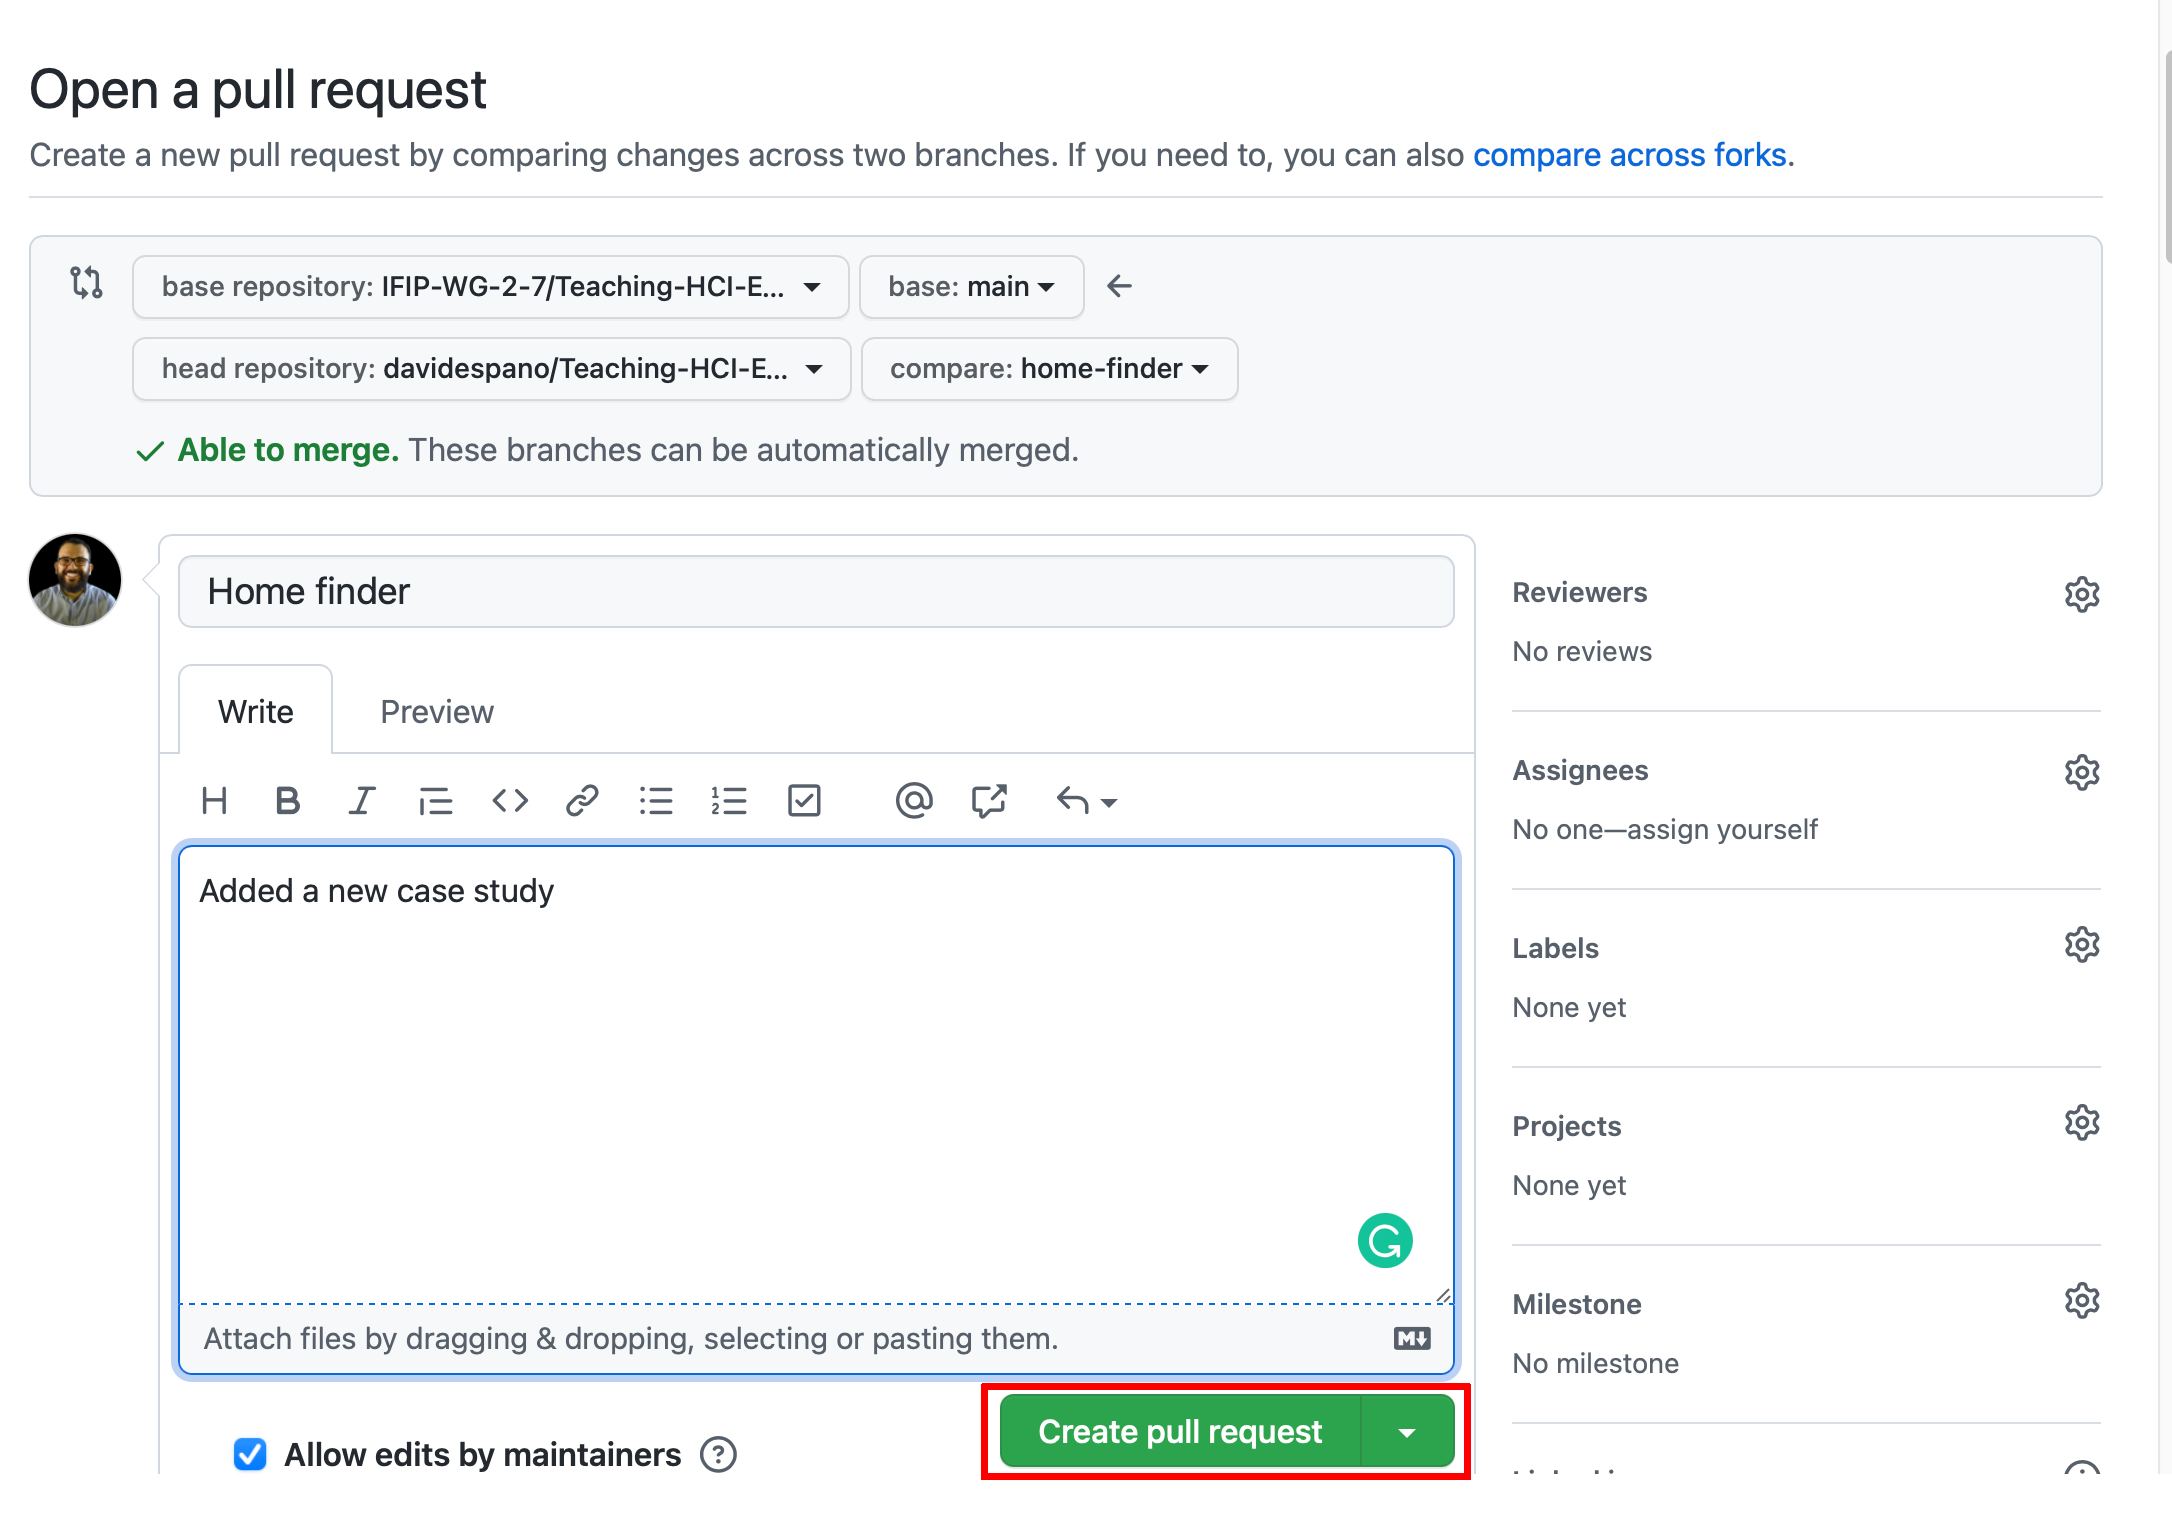 Open a pull request
Create a new pull request by comparing changes across two branches. If you need to, you can also compare across forks.
base repository: IFIP-WG-2-7/Teaching-HCI-E... base: main
head repository: davidespano/Teaching-HCI-E... compare: home-finder
Able to merge. These branches can be automatically merged.
Home finder
Write Preview
Added a new case study
Attach files by dragging & dropping, selecting or pasting them.
Allow edits by maintainers
Create pull request
Reviewers
No reviews
Assignees
No one—assign yourself
Labels
None yet
Projects
None yet
Milestone
No milestone